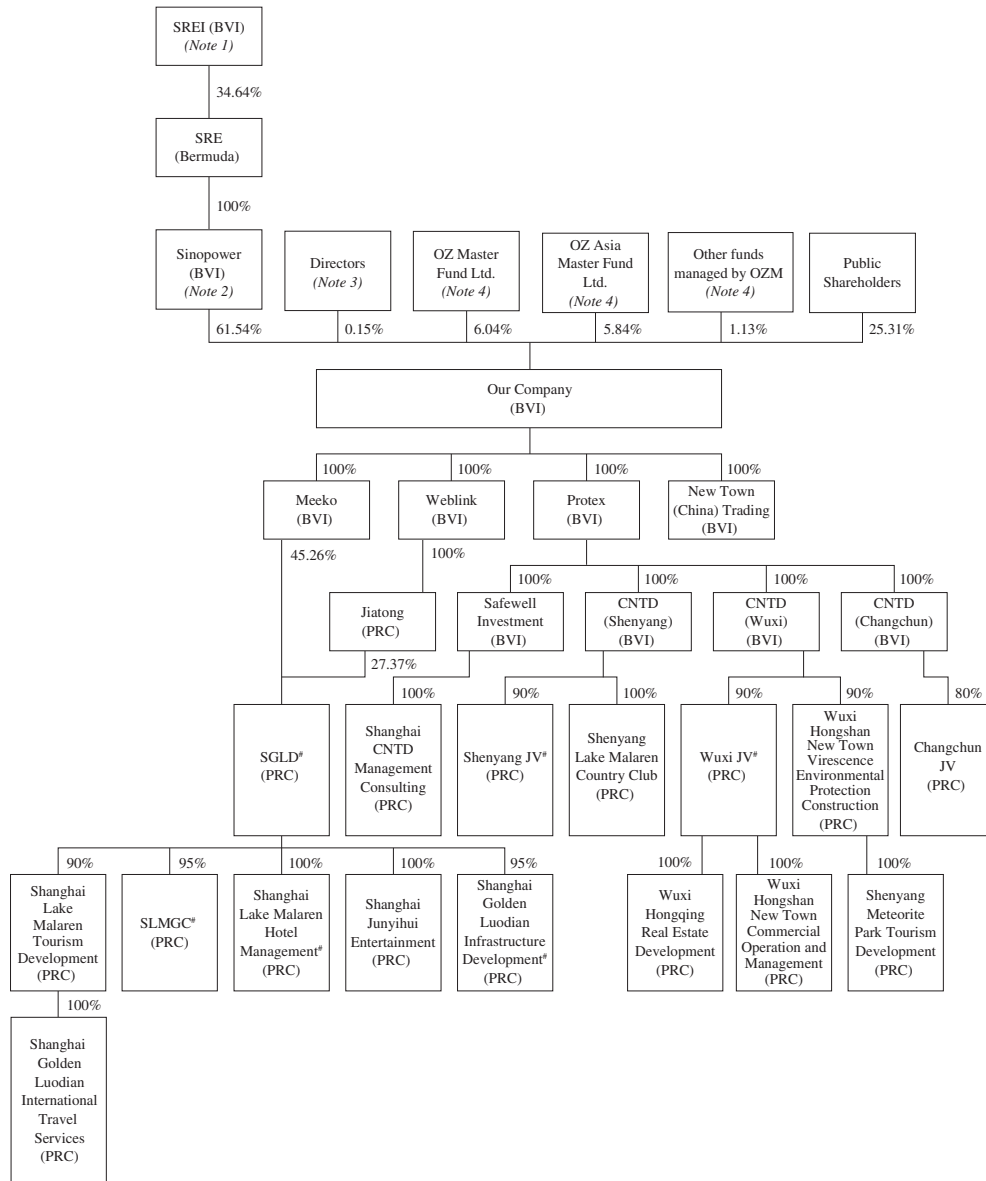 SREI (BVI)
(Note 1)
34.64%
SRE
(Bermuda)
100%
Sinopower
(BVI)
(Note 2)
Directors
(Note 3)
OZ Master
Fund Ltd.
(Note 4)
OZ Asia
Master Fund
Ltd.
(Note 4)
Other funds
managed by OZM
(Note 4)
Public
Shareholders
61.54%
0.15%
6.04%
5.84%
1.13%
25.31%
Our Company
(BVI)
100%
100%
100%
100%
Meeko
(BVI)
Weblink
(BVI)
Protex
(BVI)
New Town
(China) Trading
(BVI)
45.26%
100%
100%
100%
100%
100%
Jiatong
(PRC)
Safewell
Investment
(BVI)
CNTD
(Shenyang)
(BVI)
CNTD
(Wuxi)
(BVI)
CNTD
(Changchun)
(BVI)
27.37%
100%
90%
100%
90%
90%
80%
SGLD#
(PRC)
Shanghai
CNTD
Management
Consulting
(PRC)
Shenyang JV#
(PRC)
Shenyang
Lake Malaren
Country Club
(PRC)
Wuxi JV#
(PRC)
Wuxi
Hongshan
New Town
Virescence
Environmental
Protection
Construction
(PRC)
Changchun
JV
(PRC)
90%
95%
100%
100%
95%
100%
100%
100%
Shanghai
Lake
Malaren
Tourism
Development
(PRC)
SLMGC#
(PRC)
Shanghai
Lake Malaren
Hotel
Management#
(PRC)
Shanghai
Junyihui
Entertainment
(PRC)
Shanghai
Golden
Luodian
Infrastructure
Development#
(PRC)
Wuxi
Hongqing
Real Estate
Development
(PRC)
Wuxi
Hongshan
New Town
Commercial
Operation and
Management
(PRC)
Shenyang
Meteorite
Park Tourism
Development
(PRC)
100%
Shanghai
Golden
Luodian
International
Travel
Services
(PRC)